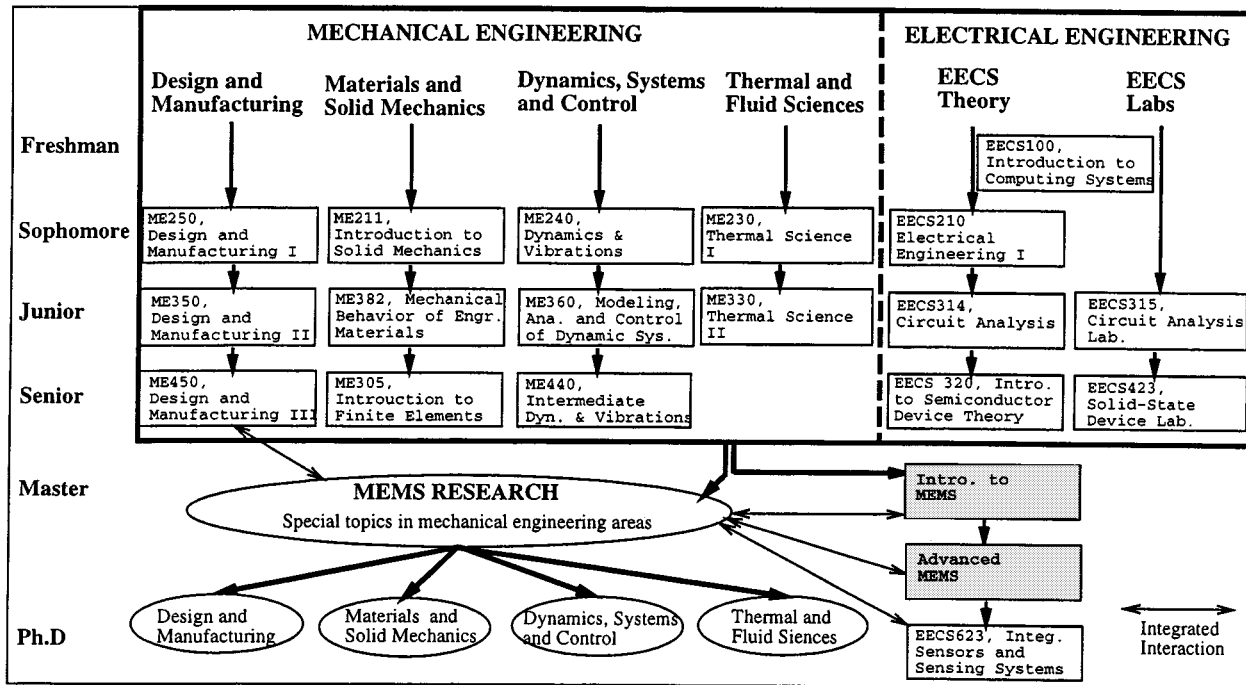 MECHANICAL ENGINEERING
ELECTRICAL ENGINEERING
Design and
Manufacturing
Materials and
Solid Mechanics
Dynamics, Systems
and Control
Thermal and
Fluid Sciences
EECS
Theory
EECS
Labs
Freshman
EECS100,
Introduction to
Computing Systems
Sophomore
ME250,
Design and
Manufacturing I
ME211,
Introduction to
Solid Mechanics
ME240,
Dynamics &
Vibrations
ME230,
Thermal Science
I
EECS210
Electrical
Engineering I
Junior
ME350,
Design and
Manufacturing II
ME382, Mechanical
Behavior of Engr.
Materials
ME360, Modeling,
Ana. and Control
of Dynamic Sys.
ME330,
Thermal Science
II
EECS314,
Circuit Analysis
EECS315,
Circuit Analysis
Lab.
Senior
ME450,
Design and
Manufacturing III
ME305,
Introuction to
Finite Elements
ME440,
Intermediate
Dyn. & Vibrations
EECS 320, Intro.
to Semiconductor
Device Theory
EECS423,
Solid-State
Device Lab.
Master
MEMS RESEARCH
Special topics in mechanical engineering areas
Intro. to
MEMS
Advanced
MEMS
Ph.D
Design and
Manufacturing
Materials and
Solid Mechanics
Dynamics, Systems
and Control
Thermal and
Fluid Siences
EECS623, Integ.
Sensors and
Sensing Systems
Integrated
Interaction